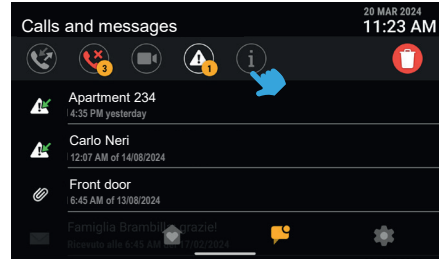 20 MAR 2024
Calls and messages
11:23 AM
3
1
i
Apartment 234
4:35 PM yesterday
Carlo Neri
12:07 AM of 14/08/2024
Front door
6:45 AM of 13/08/2024
Famiglia Brambilla grazie!
Ricevuto alle 6:45 AM del 17/02/2024